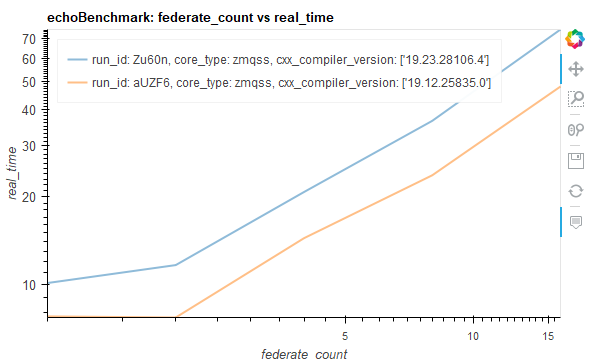 echoBenchmark: federate_count vs real_time
run_id: Zu60n, core_type: zmqss, cxx_compiler_version: ['19.23.28106.4']
run_id: aUZF6, core_type: zmqss, cxx_compiler_version: ['19.12.25835.0']
70
60
50
40
30
20
10
real_time
5
10
15
federate_count